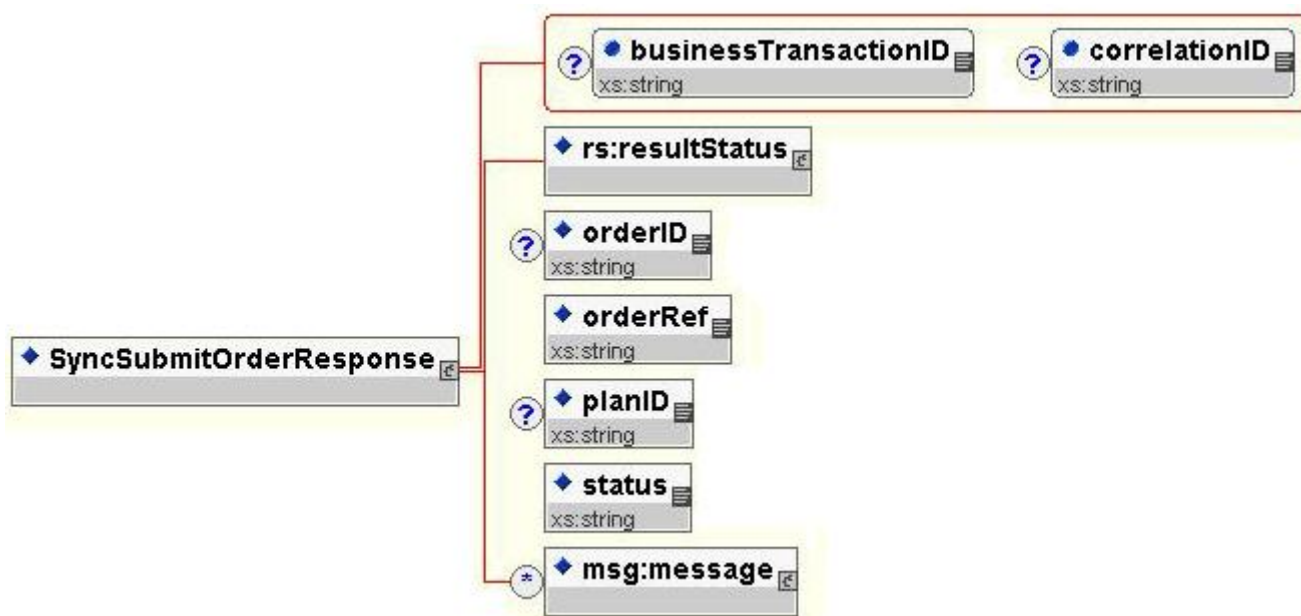 ? businessTransactionID ? correlationID
xs:string xs:string
rs:resultStatus
? orderID
xs:string
orderRef
xs:string
SyncSubmitOrderResponse
? planID
xs:string
status
xs:string
* msg:message